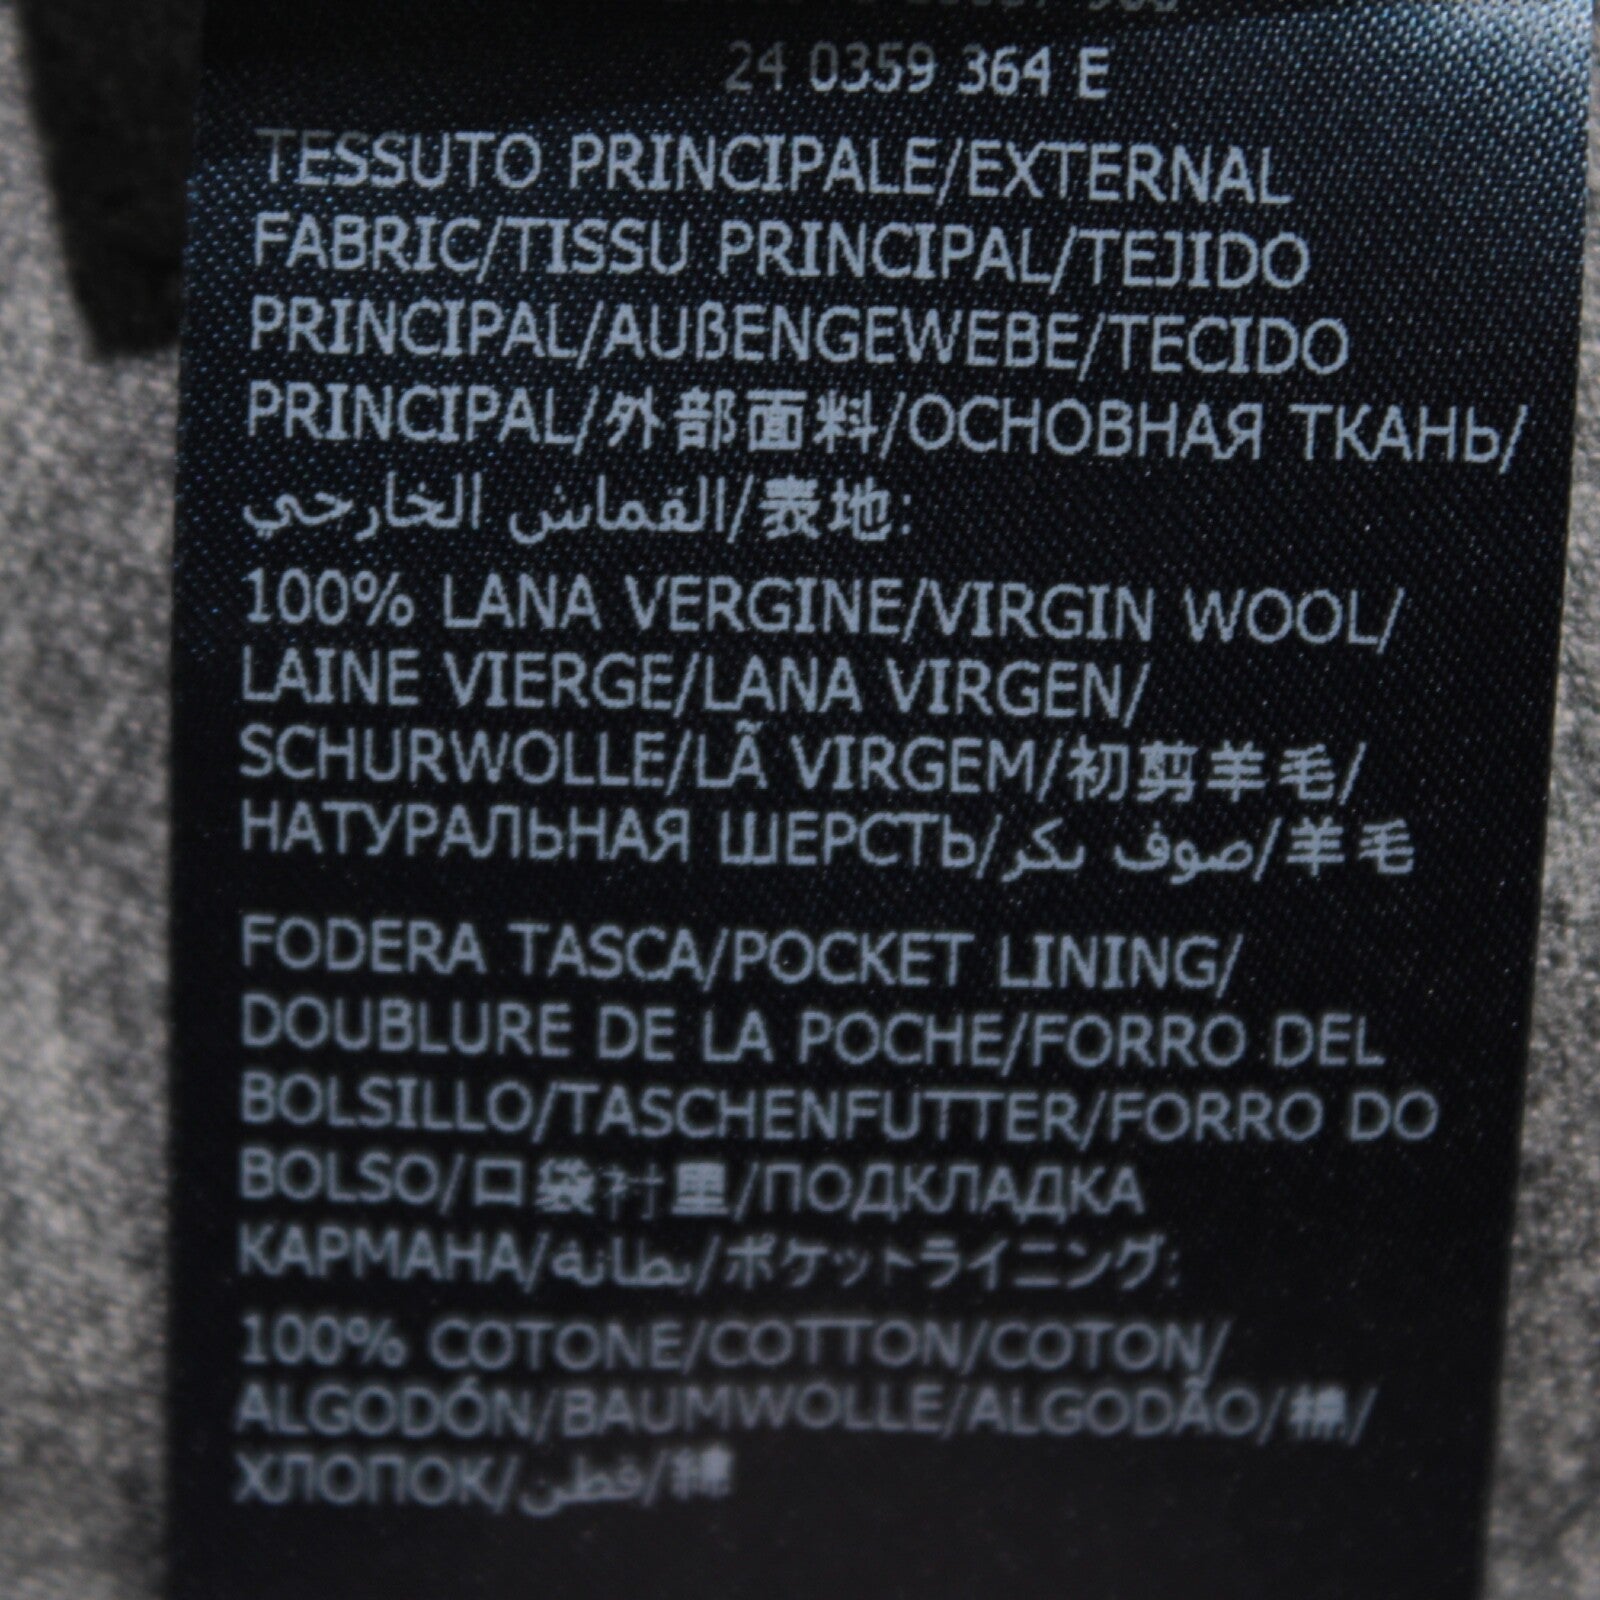 24 0359 364 E
TESSUTO PRINCIPALE/EXTERNAL
FABRIC/TISSU PRINCIPAL/TEJIDO
PRINCIPAL/AUßENGEWEBE/TECIDO
PRINCIPAL/外部面料/ОСНОВНАЯ ТКАНЬ/
القماش الخارجي/表地:
100% LANA VERGINE/VIRGIN WOOL/
LAINE VIERGE/LANA VIRGEN/
SCHURWOLLE/LÃ VIRGEM/初剪羊毛/
НАТУРАЛЬНАЯ ШЕРСТЬ/صوف بكر/羊毛
FODERA TASCA/POCKET LINING/
DOUBLURE DE LA POCHE/FORRO DEL
BOLSILLO/TASCHENFUTTER/FORRO DO
BOLSO/口袋衬里/ПОДКЛАДКА
КАРМАНА/بطانة/ポケットライニング:
100% COTONE/COTTON/COTON/
ALGODÓN/BAUMWOLLE/ALGODÃO/棉/
ХЛОПОК/قطن/綿